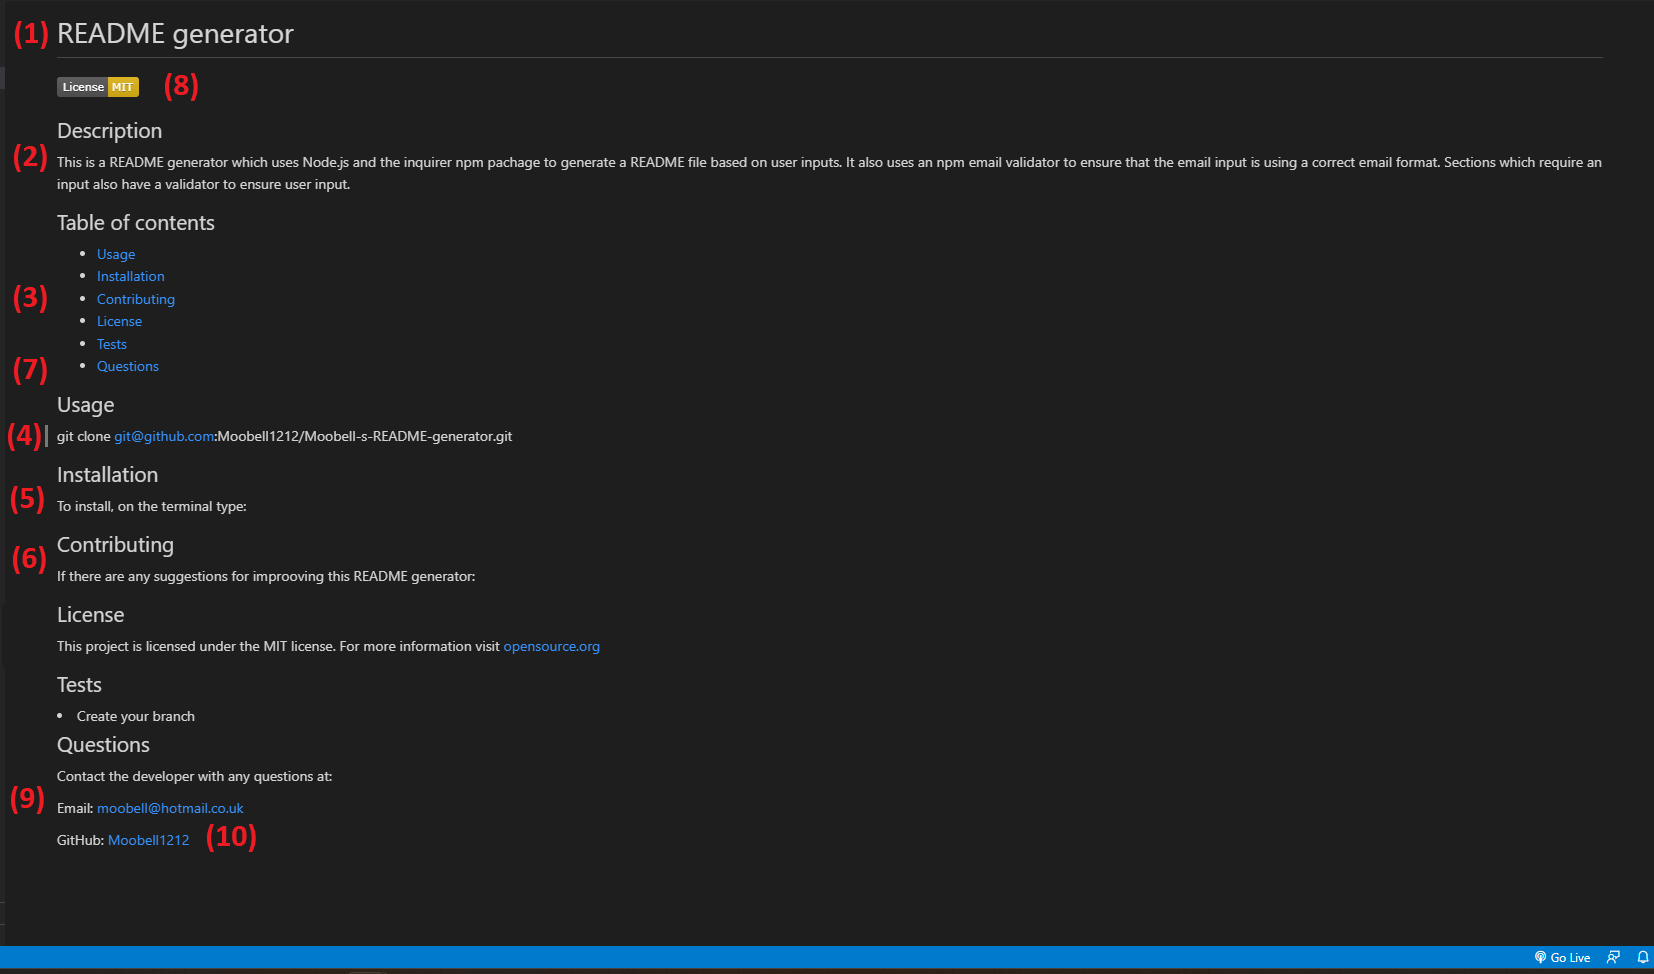 (1) README generator
License MIT (8)
Description
(2) This is a README generator which uses Node.js and the inquirer npm pachage to generate a README file based on user inputs. It also uses an npm email validator to ensure that the email input is using a correct email format. Sections which require an
input also have a validator to ensure user input.
Table of contents
• Usage
• Installation
(3) • Contributing
• License
• Tests
(7) • Questions
Usage
(4) git clone git@github.com:Moobell1212/Moobell-s-README-generator.git
Installation
(5)
To install, on the terminal type:
Contributing
(6)
If there are any suggestions for improoving this README generator:
License
This project is licensed under the MIT license. For more information visit opensource.org
Tests
• Create your branch
Questions
Contact the developer with any questions at:
(9) Email: moobell@hotmail.co.uk
GitHub: Moobell1212 (10)
Go Live